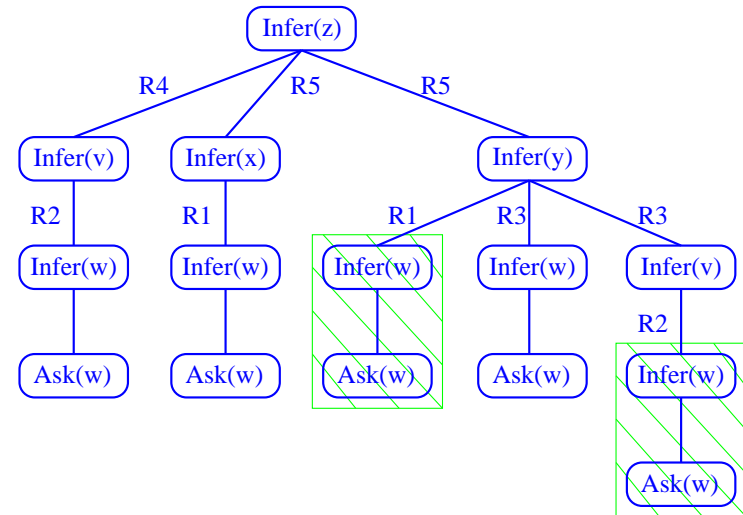 Infer(z)
R4 R5 R5
Infer(v) Infer(x) Infer(y)
R2 R1 R1 R3 R3
Infer(w) Infer(w) Infer(w) Infer(w) Infer(v)
R2
Ask(w) Ask(w) Ask(w) Ask(w) Infer(w)
Ask(w)